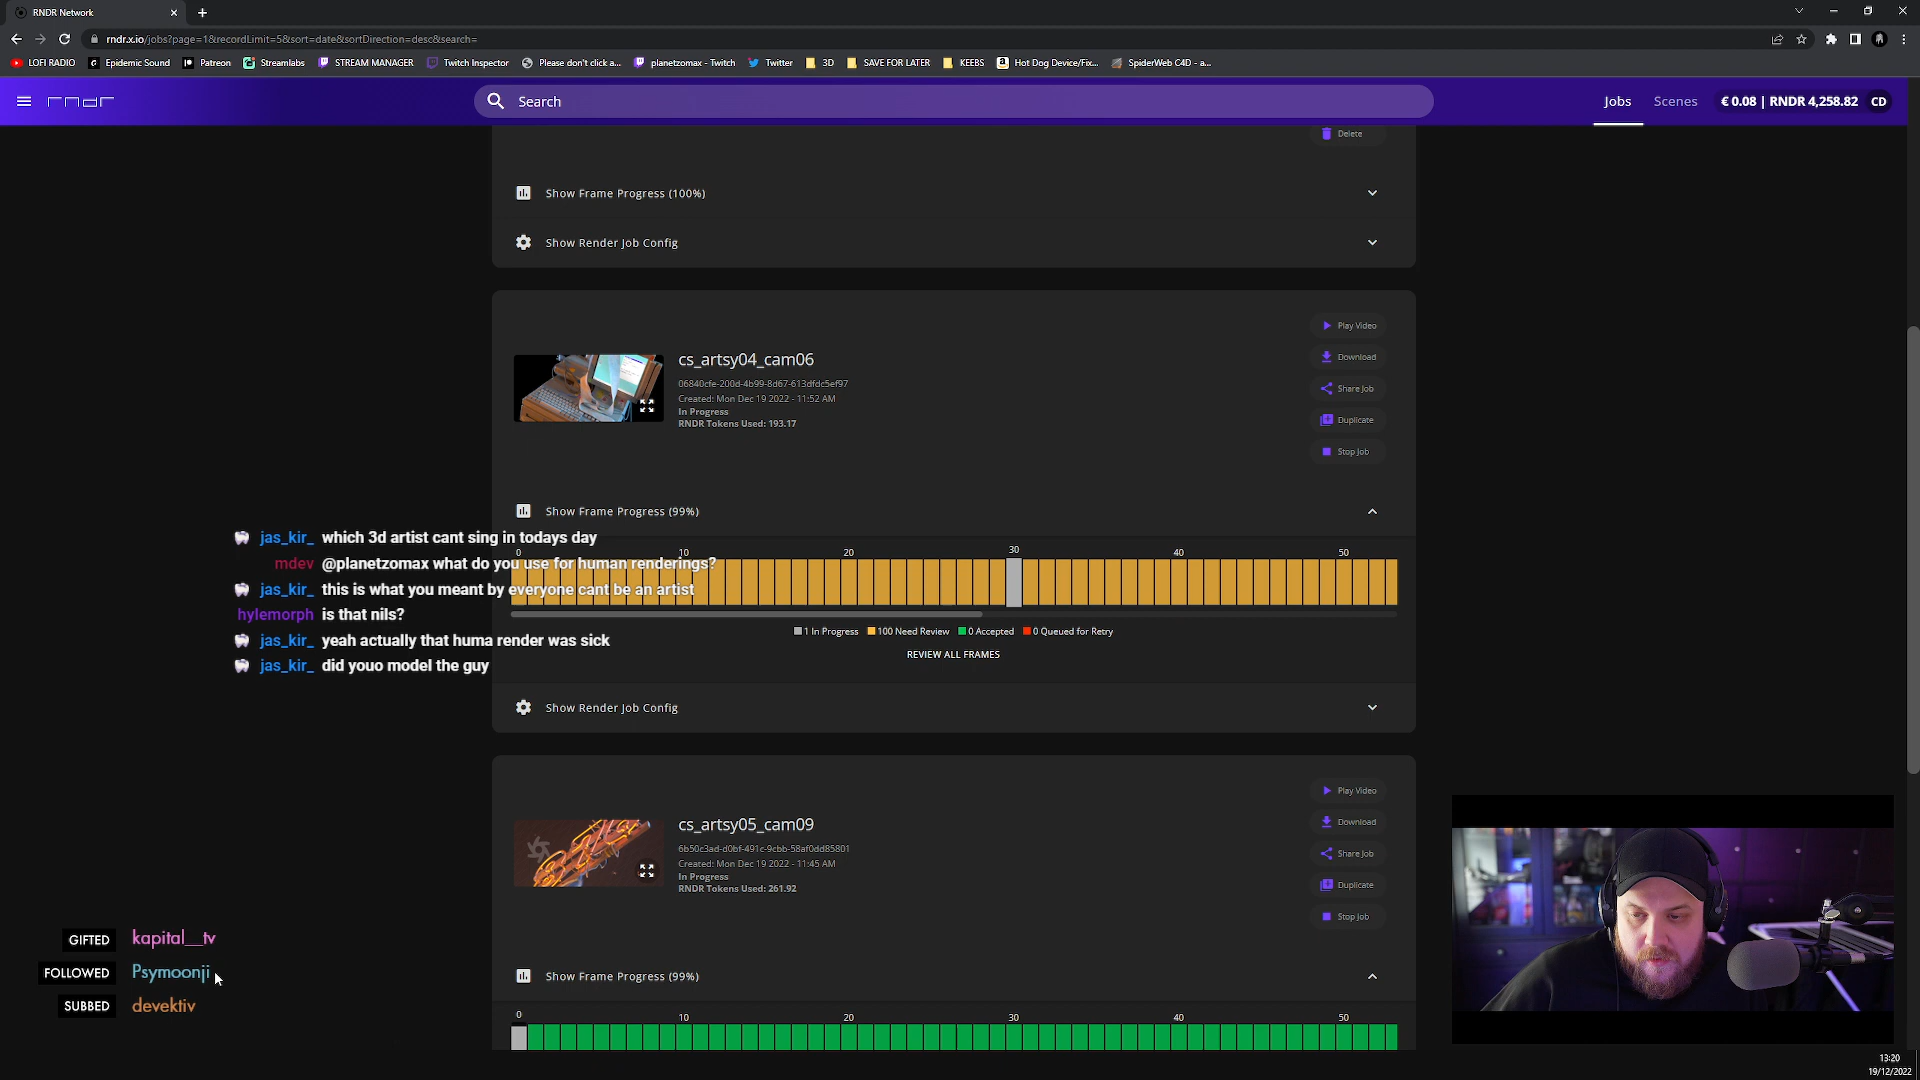 RNDR Network
rndr.x.io/jobs?page=1&recordLimit=5&sort=date&sortDirection=desc&search=
LOFI RADIO Epidemic Sound Patreon Streamlabs STREAM MANAGER Twitch Inspector Please don't click a... planetzomax - Twitch Twitter 3D SAVE FOR LATER KEEBS Hot Dog Device/Fix... SpiderWeb C4D - a...
rndr Search Jobs Scenes € 0.08 | RNDR 4,258.82 CD
Delete
Show Frame Progress (100%)
Show Render Job Config
Play Video
cs_artsy04_cam06
Download
06840cfe-200d-4b99-8d67-613dfdc5ef97
Share Job
Created: Mon Dec 19 2022 - 11:52 AM
In Progress
Duplicate
RNDR Tokens Used: 193.17
Stop Job
Show Frame Progress (99%)
jas_kir_ which 3d artist cant sing in todays day
0 10 20 30 40 50
mdev @planetzomax what do you use for human renderings?
jas_kir_ this is what you meant by everyone cant be an artist
hylemorph is that nils?
1 In Progress 100 Need Review 0 Accepted 0 Queued for Retry
jas_kir_ yeah actually that huma render was sick
REVIEW ALL FRAMES
jas_kir_ did youo model the guy
Show Render Job Config
Play Video
cs_artsy05_cam09
Download
6b50c3ad-d0bf-491c-9cbb-58af0dd85801
Share Job
Created: Mon Dec 19 2022 - 11:45 AM
In Progress
Duplicate
RNDR Tokens Used: 261.92
Stop Job
GIFTED kapital__tv
FOLLOWED Psymoonji
Show Frame Progress (99%)
SUBBED devektiv
0 10 20 30 40 50
13:20
19/12/2022